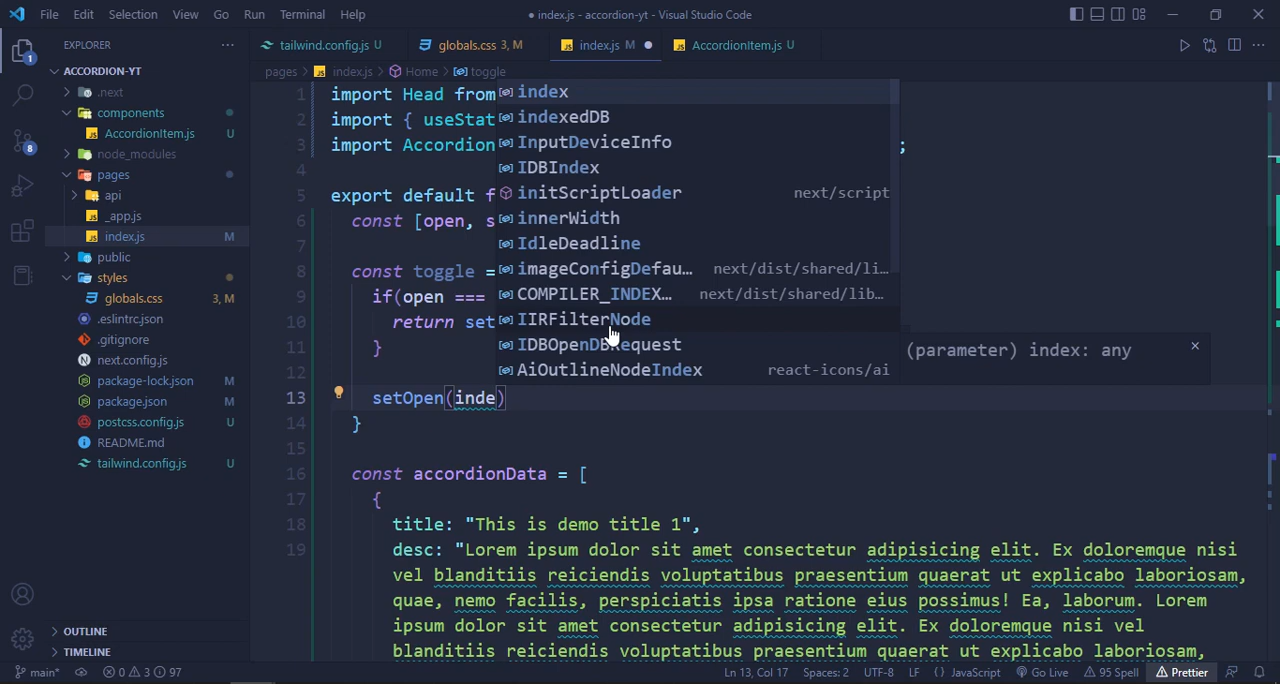 File Edit Selection View Go Run Terminal Help
● index.js - accordion-yt - Visual Studio Code
EXPLORER
tailwind.config.js U
globals.css 3, M
index.js M
AccordionItem.js U
ACCORDION-YT
.next
components
AccordionItem.js U
node_modules
pages
api
_app.js
index.js M
public
styles
globals.css 3, M
.eslintrc.json
.gitignore
next.config.js
package-lock.json M
package.json M
postcss.config.js U
README.md
tailwind.config.js U
OUTLINE
TIMELINE
pages > index.js > Home > toggle
1 import Head from
2 import { useStat
3 import Accordion ;
4
5 export default f
6 const [open, s
7
8 const toggle =
9 if(open ===
10 return set
11 }
12
13 setOpen(inde)
14 }
15
16 const accordionData = [
17 {
18 title: "This is demo title 1",
19 desc: "Lorem ipsum dolor sit amet consectetur adipisicing elit. Ex doloremque nisi
vel blanditiis reiciendis voluptatibus praesentium quaerat ut explicabo laboriosam,
quae, nemo facilis, perspiciatis ipsa ratione eius possimus! Ea, laborum. Lorem
ipsum dolor sit amet consectetur adipisicing elit. Ex doloremque nisi vel
blanditiis reiciendis voluptatibus praesentium quaerat ut explicabo laboriosam,
index
indexedDB
InputDeviceInfo
IDBIndex
initScriptLoader next/script
innerWidth
IdleDeadline
imageConfigDefau… next/dist/shared/li…
COMPILER_INDEX… next/dist/shared/lib…
IIRFilterNode
IDBOpenDBRequest
AiOutlineNodeIndex react-icons/ai
(parameter) index: any
main* 0 3 97
Ln 13, Col 17 Spaces: 2 UTF-8 LF { } JavaScript Go Live 95 Spell Prettier